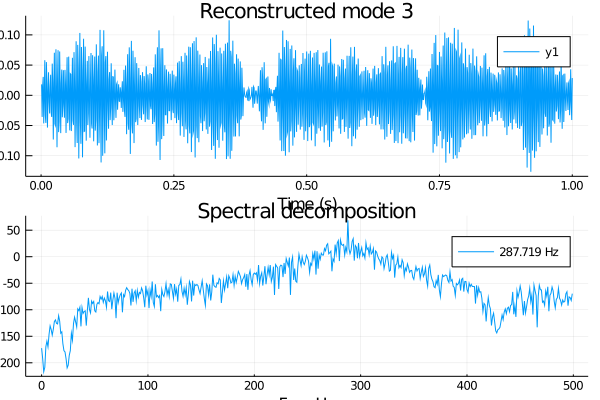 Reconstructed mode 3
0.10
0.05
0.00
0.05
0.10
y1
0.00 0.25 0.50 0.75 1.00
Time (s)
Spectral decomposition
50
0
50
100
150
200
287.719 Hz
0 100 200 300 400 500